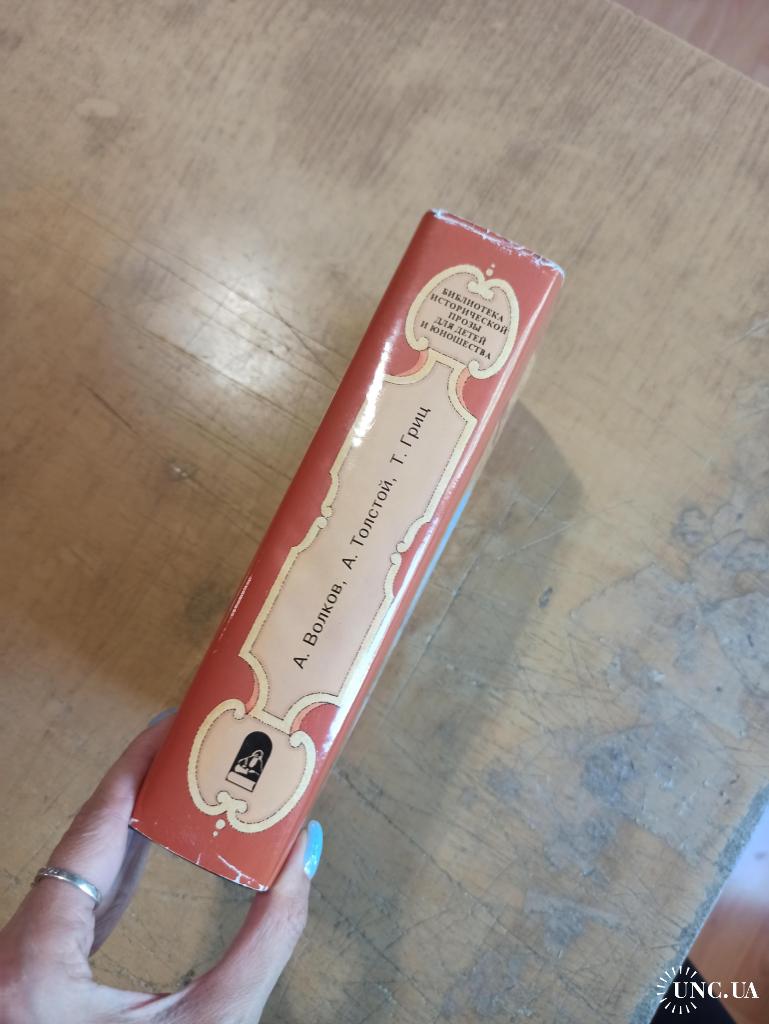 БИБЛИОТЕКА
ИСТОРИЧЕСКОЙ
ПРОЗЫ
ДЛЯ ДЕТЕЙ
И ЮНОШЕСТВА
А. Волков, А. Толстой, Т. Гриц
UNC.UA